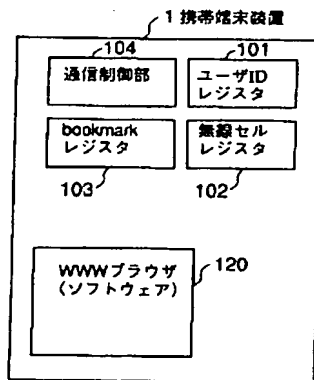 1 携帯端末装置
104
101
通信制御部
ユーザID
レジスタ
bookmark
レジスタ
無線セル
レジスタ
103
102
WWWブラウザ
(ソフトウェア)
120